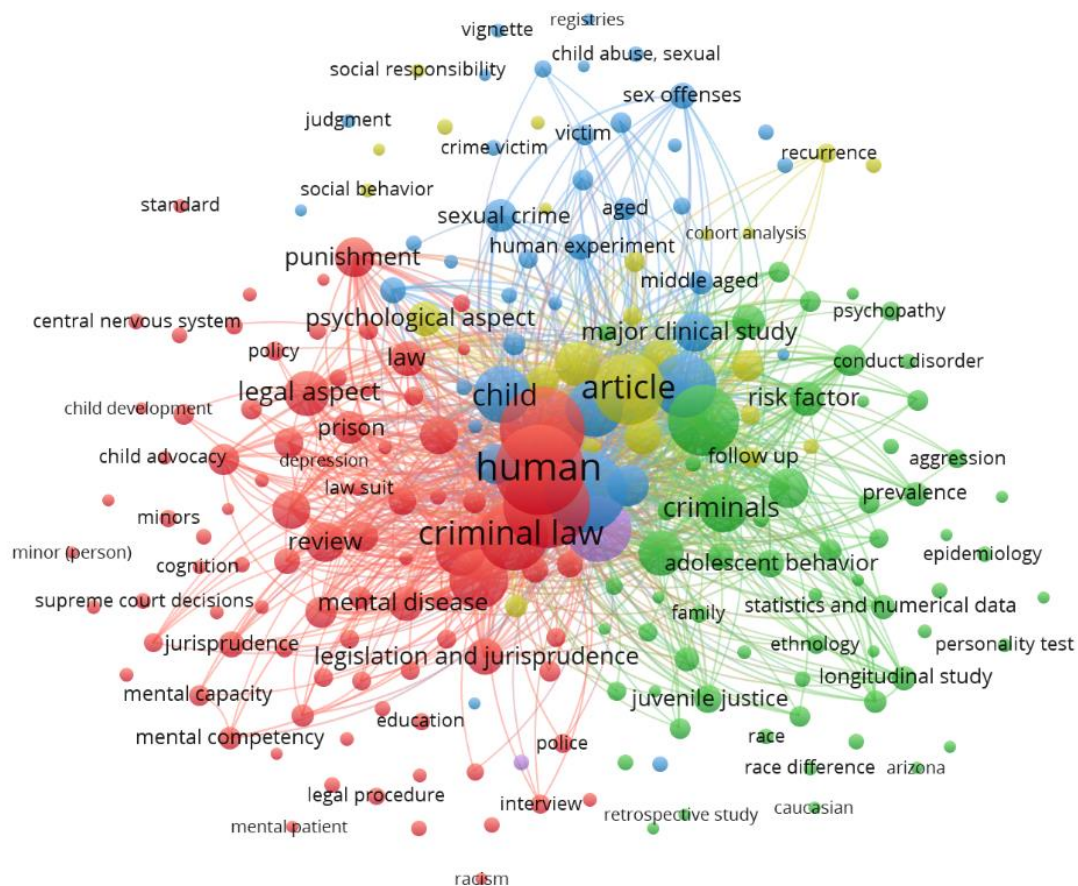 registries
vignette
child abuse, sexual
social responsibility
sex offenses
judgment
victim
crime victim
recurrence
social behavior
standard
aged
sexual crime
cohort analysis
human experiment
punishment
middle aged
psychopathy
central nervous system
psychological aspect
major clinical study
policy
law
conduct disorder
legal aspect
child
article
risk factor
child development
prison
child advocacy
depression
human
follow up
aggression
law suit
prevalence
minors
criminals
review
criminal law
minor (person)
cognition
adolescent behavior
epidemiology
supreme court decisions
mental disease
family
statistics and numerical data
jurisprudence
legislation and jurisprudence
ethnology
personality test
longitudinal study
mental capacity
juvenile justice
education
mental competency
police
race
race difference
arizona
legal procedure
interview
caucasian
retrospective study
mental patient
racism